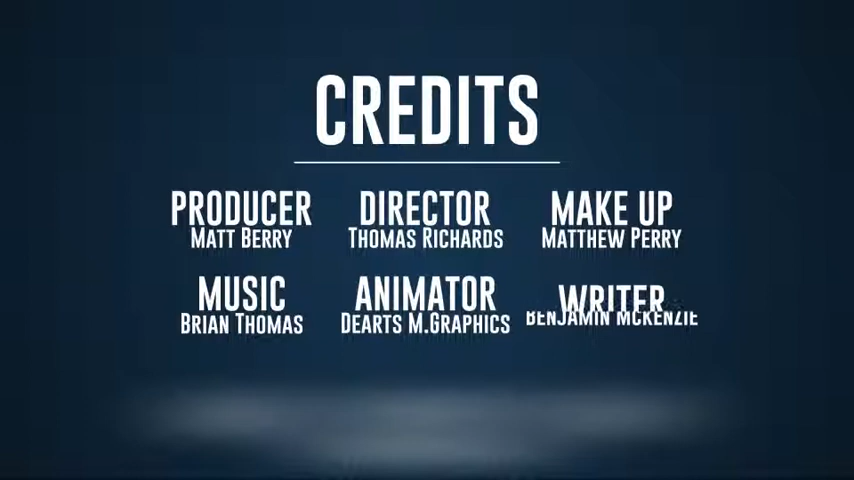 CREDITS
PRODUCER
MATT BERRY
DIRECTOR
THOMAS RICHARDS
MAKE UP
MATTHEW PERRY
MUSIC
BRIAN THOMAS
ANIMATOR
DEARTS M.GRAPHICS
WRITER
BENJAMIN MCKENZIE